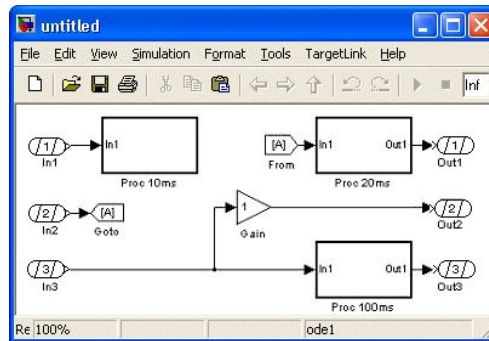 untitled
File Edit View Simulation Format Tools TargetLink Help
Inf
1 In1 Proc 10ms [A] In1 Out1 1
In1 From Proc 20ms Out1
2 [A] 1 2
In2 Goto Gain Out2
3 In1 Out1 3
In3 Proc 100ms Out3
Re 100% ode1